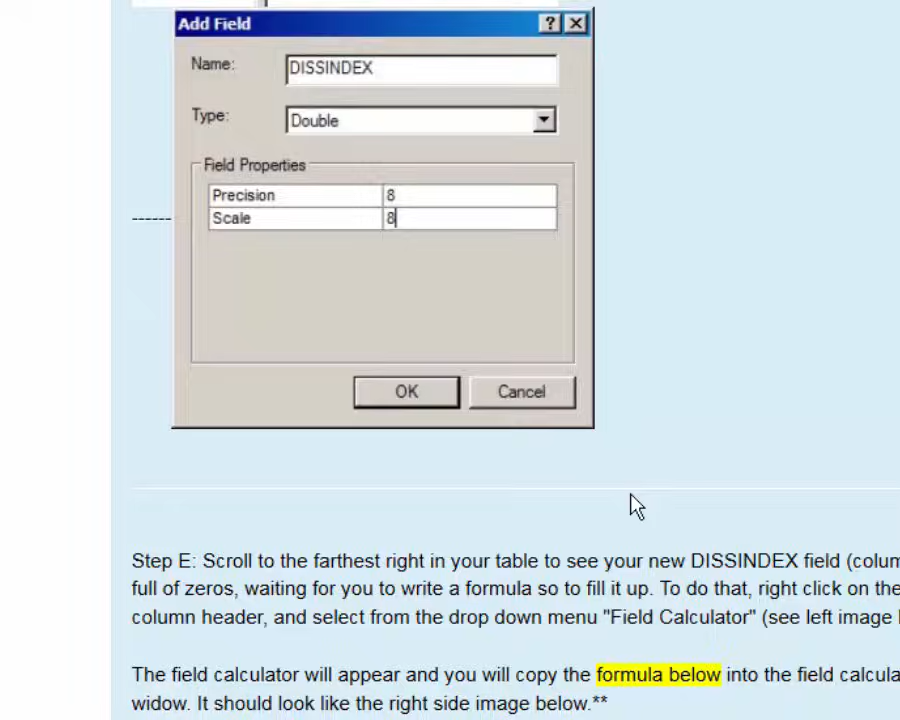 Add Field
Name: DISSINDEX
Type: Double
Field Properties
Precision 8
Scale 8
------
OK Cancel
Step E: Scroll to the farthest right in your table to see your new DISSINDEX field (colum
full of zeros, waiting for you to write a formula so to fill it up. To do that, right click on the
column header, and select from the drop down menu "Field Calculator" (see left image
The field calculator will appear and you will copy the formula below into the field calcula
widow. It should look like the right side image below.**